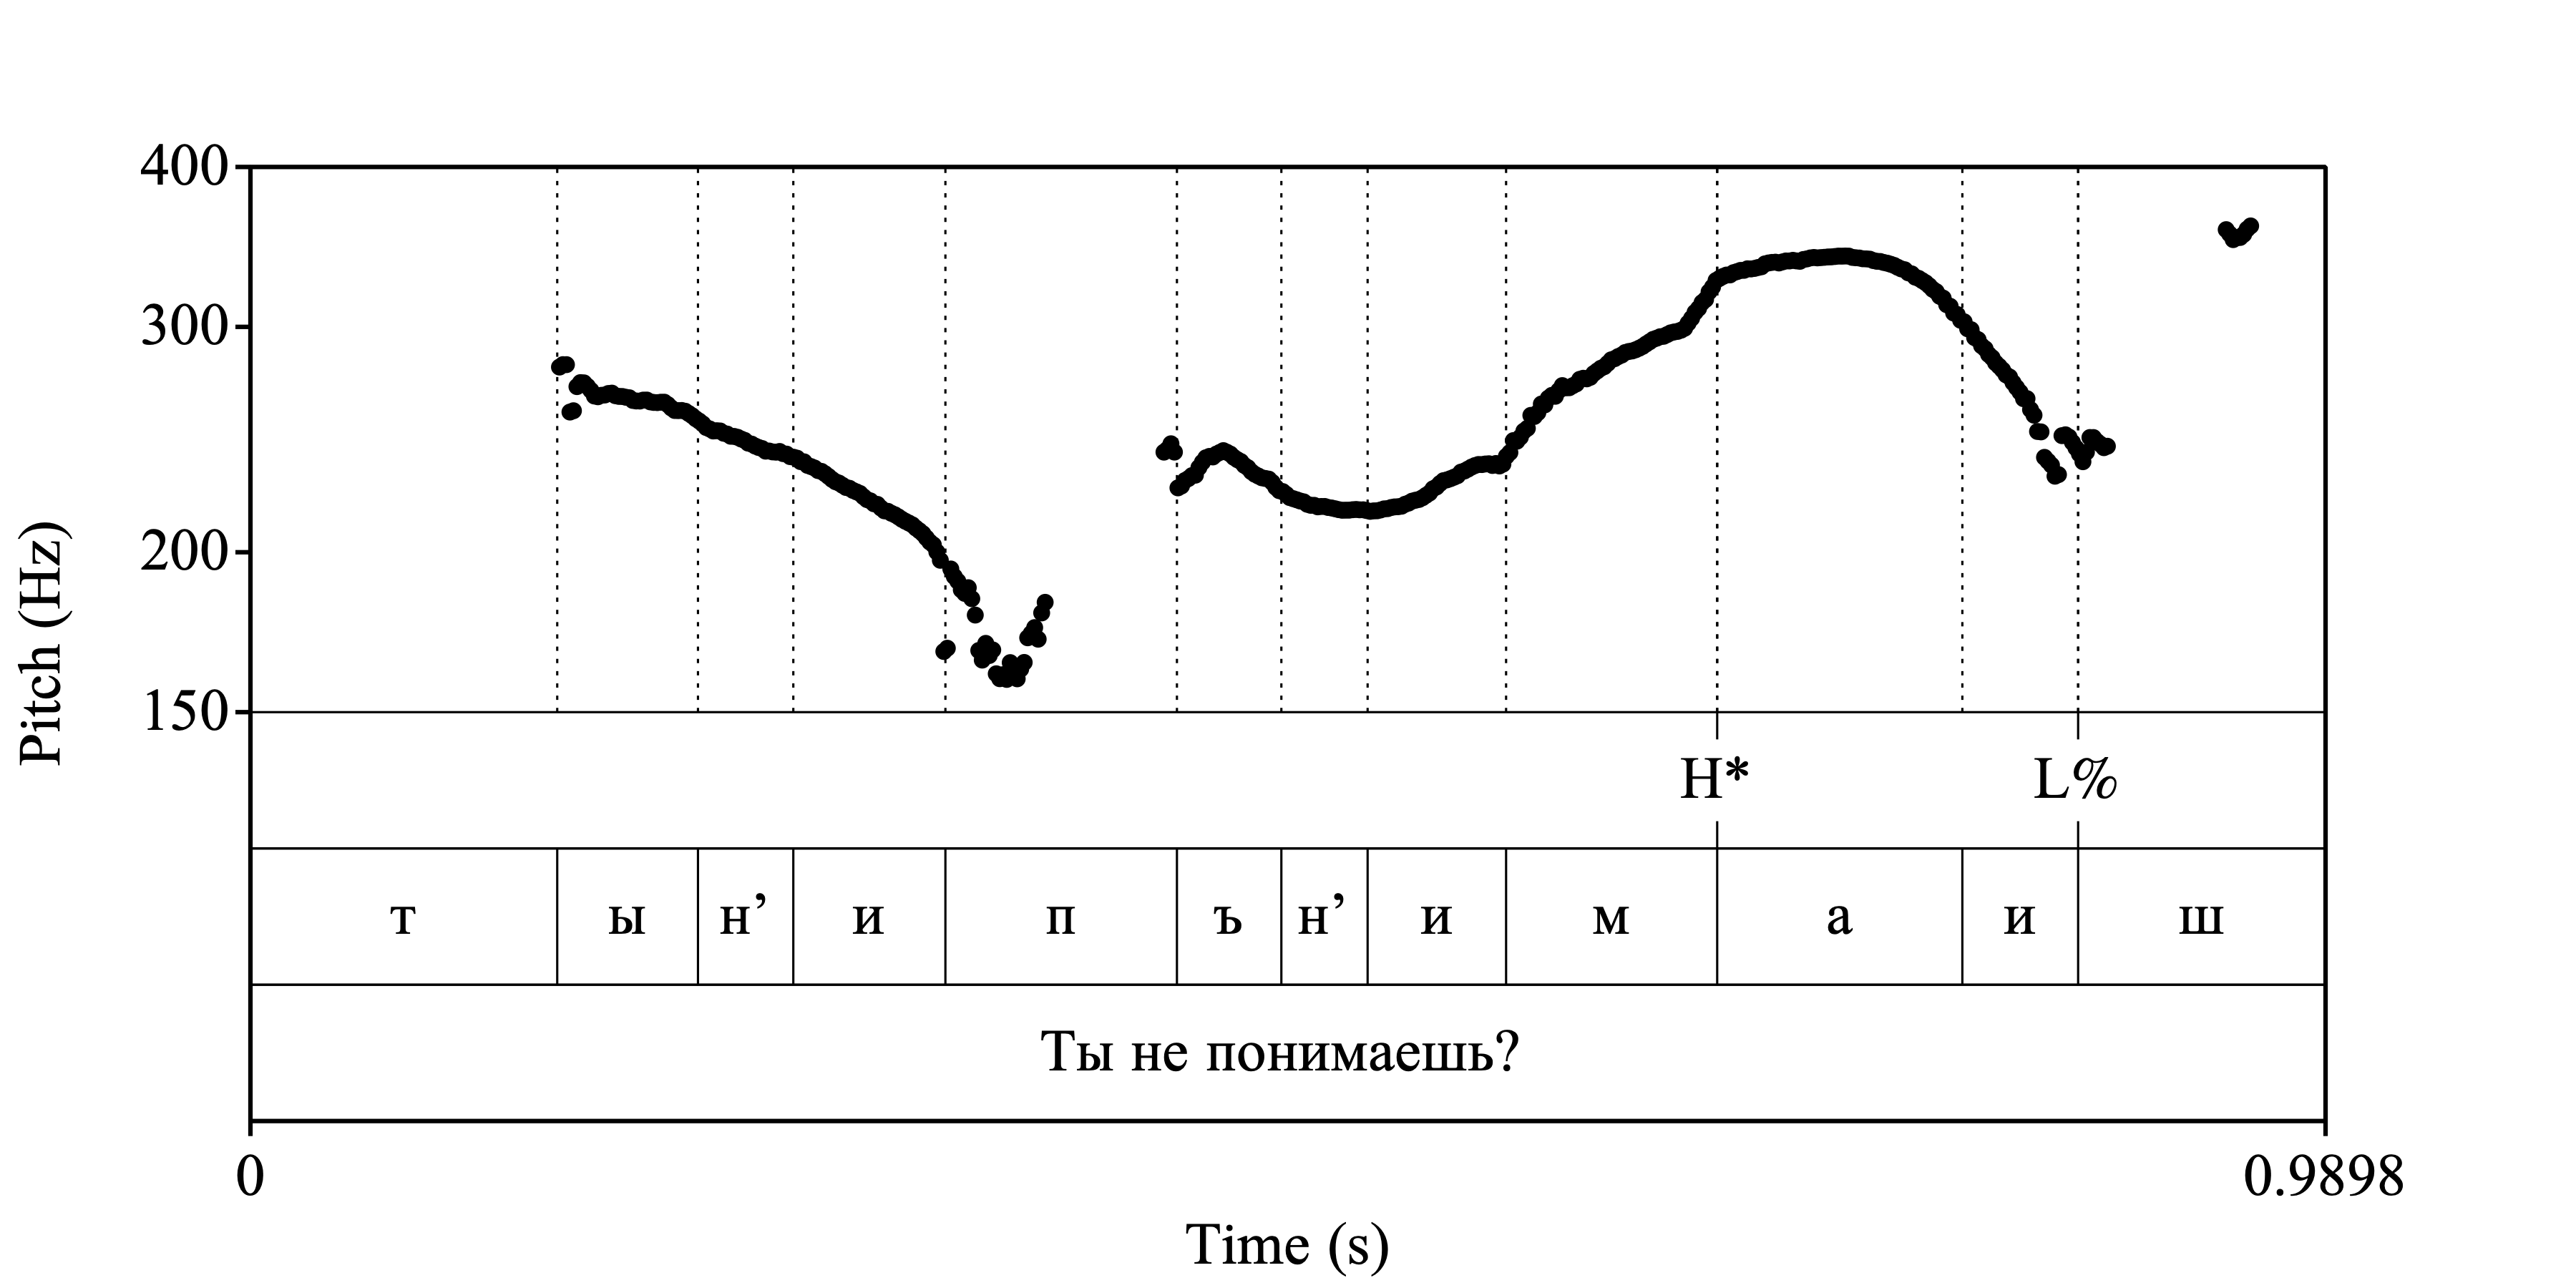 400
300
200
150
Pitch (Hz)
H* L%
т ы н’ и п ъ н’ и м а и ш
Ты не понимаешь?
0 0.9898
Time (s)